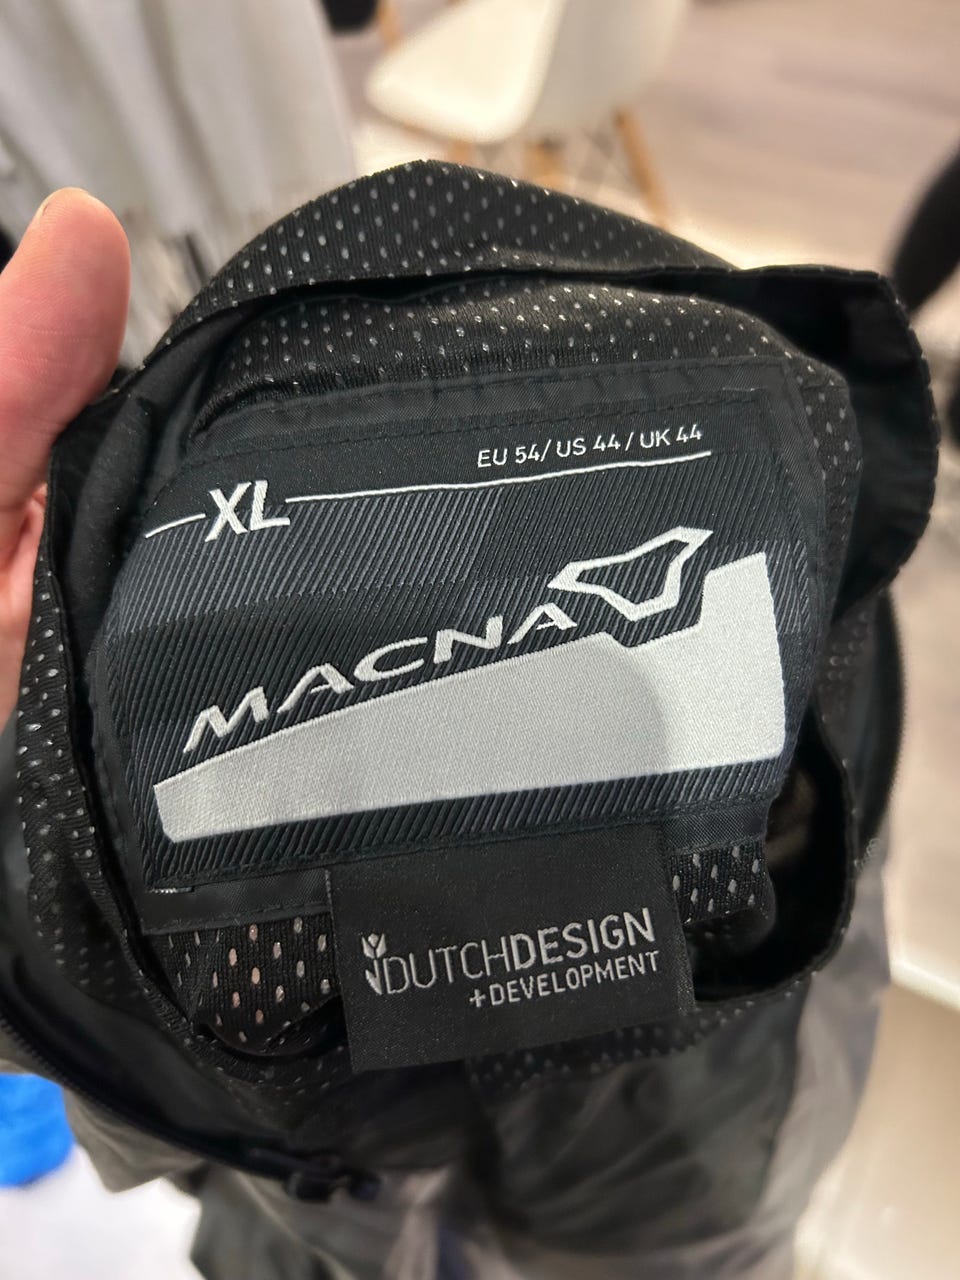 EU 54/ US 44 / UK 44
XL
MACNA
DUTCHDESIGN
+DEVELOPMENT